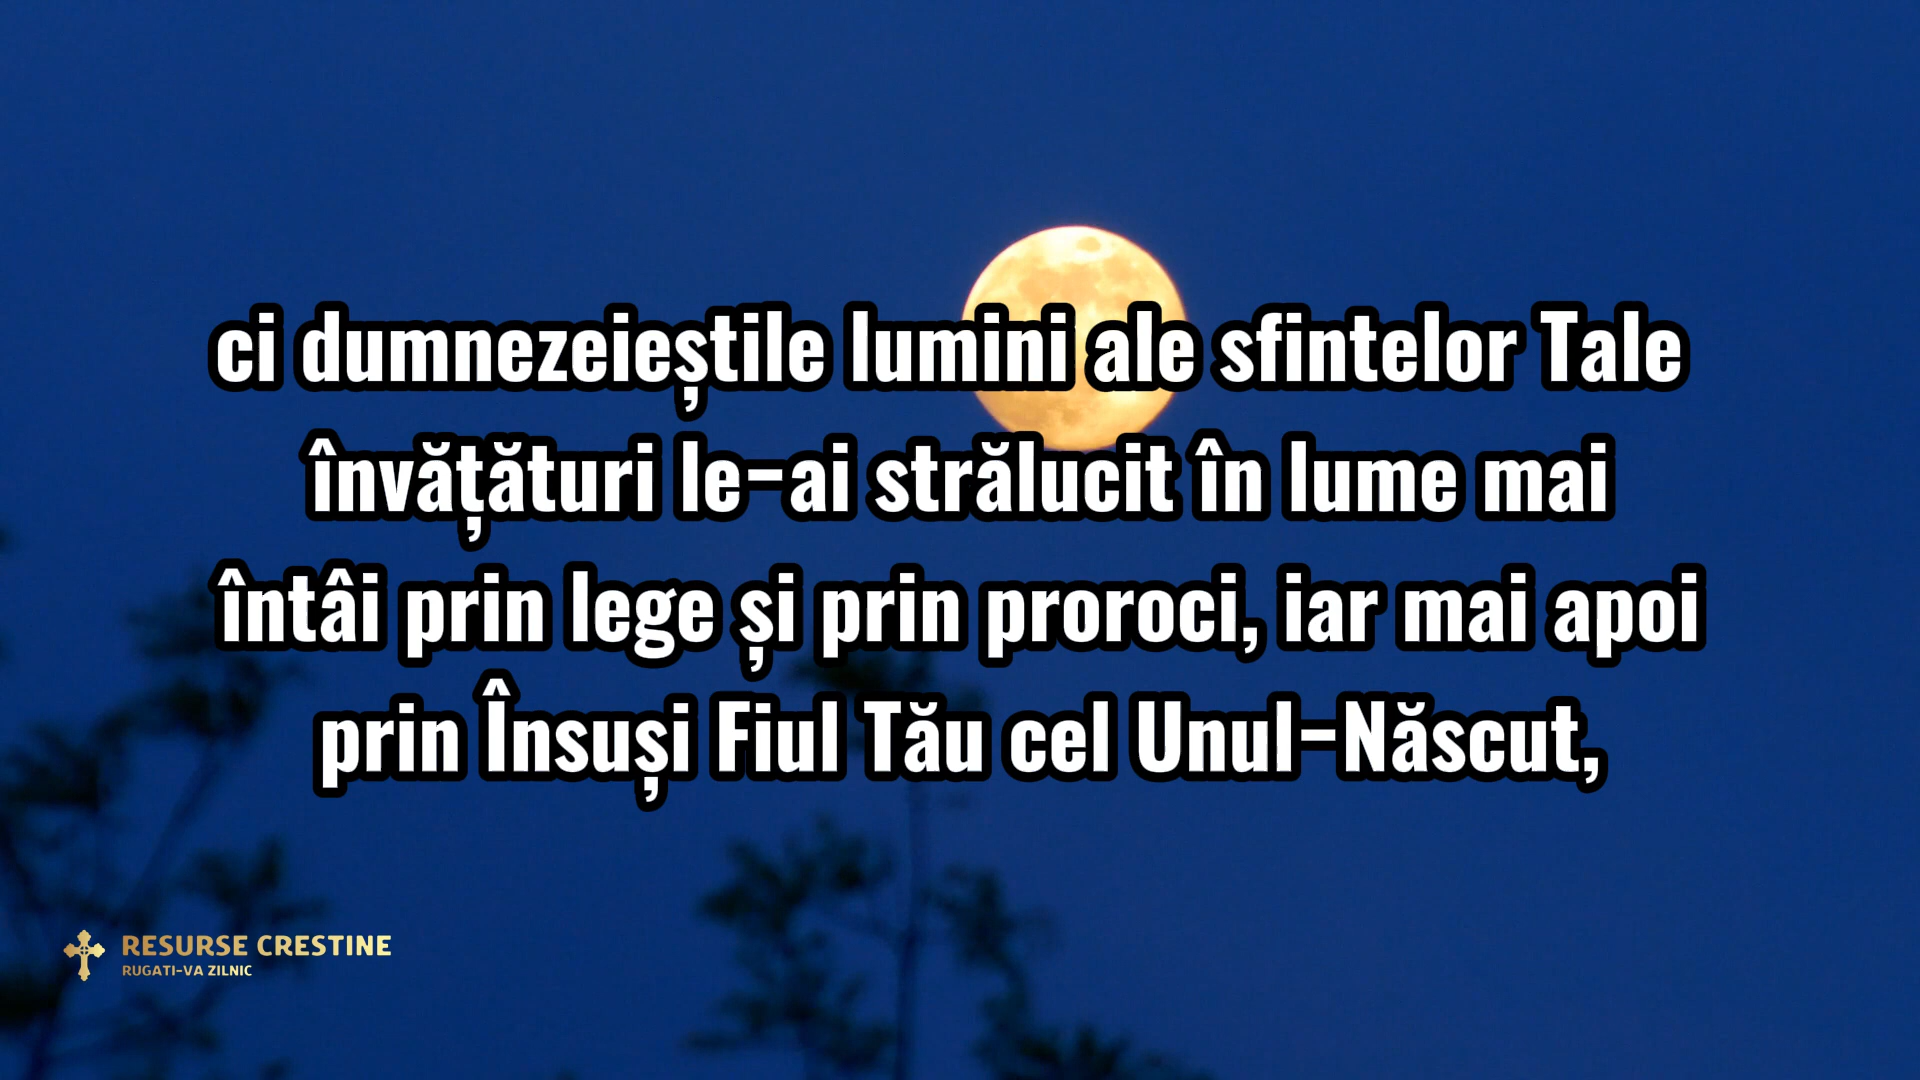 ci dumnezeieștile lumini ale sfintelor Tale
învățături le-ai strălucit în lume mai
întâi prin lege și prin proroci, iar mai apoi
prin Însuși Fiul Tău cel Unul-Născut,
RESURSE CRESTINE
RUGATI-VA ZILNIC